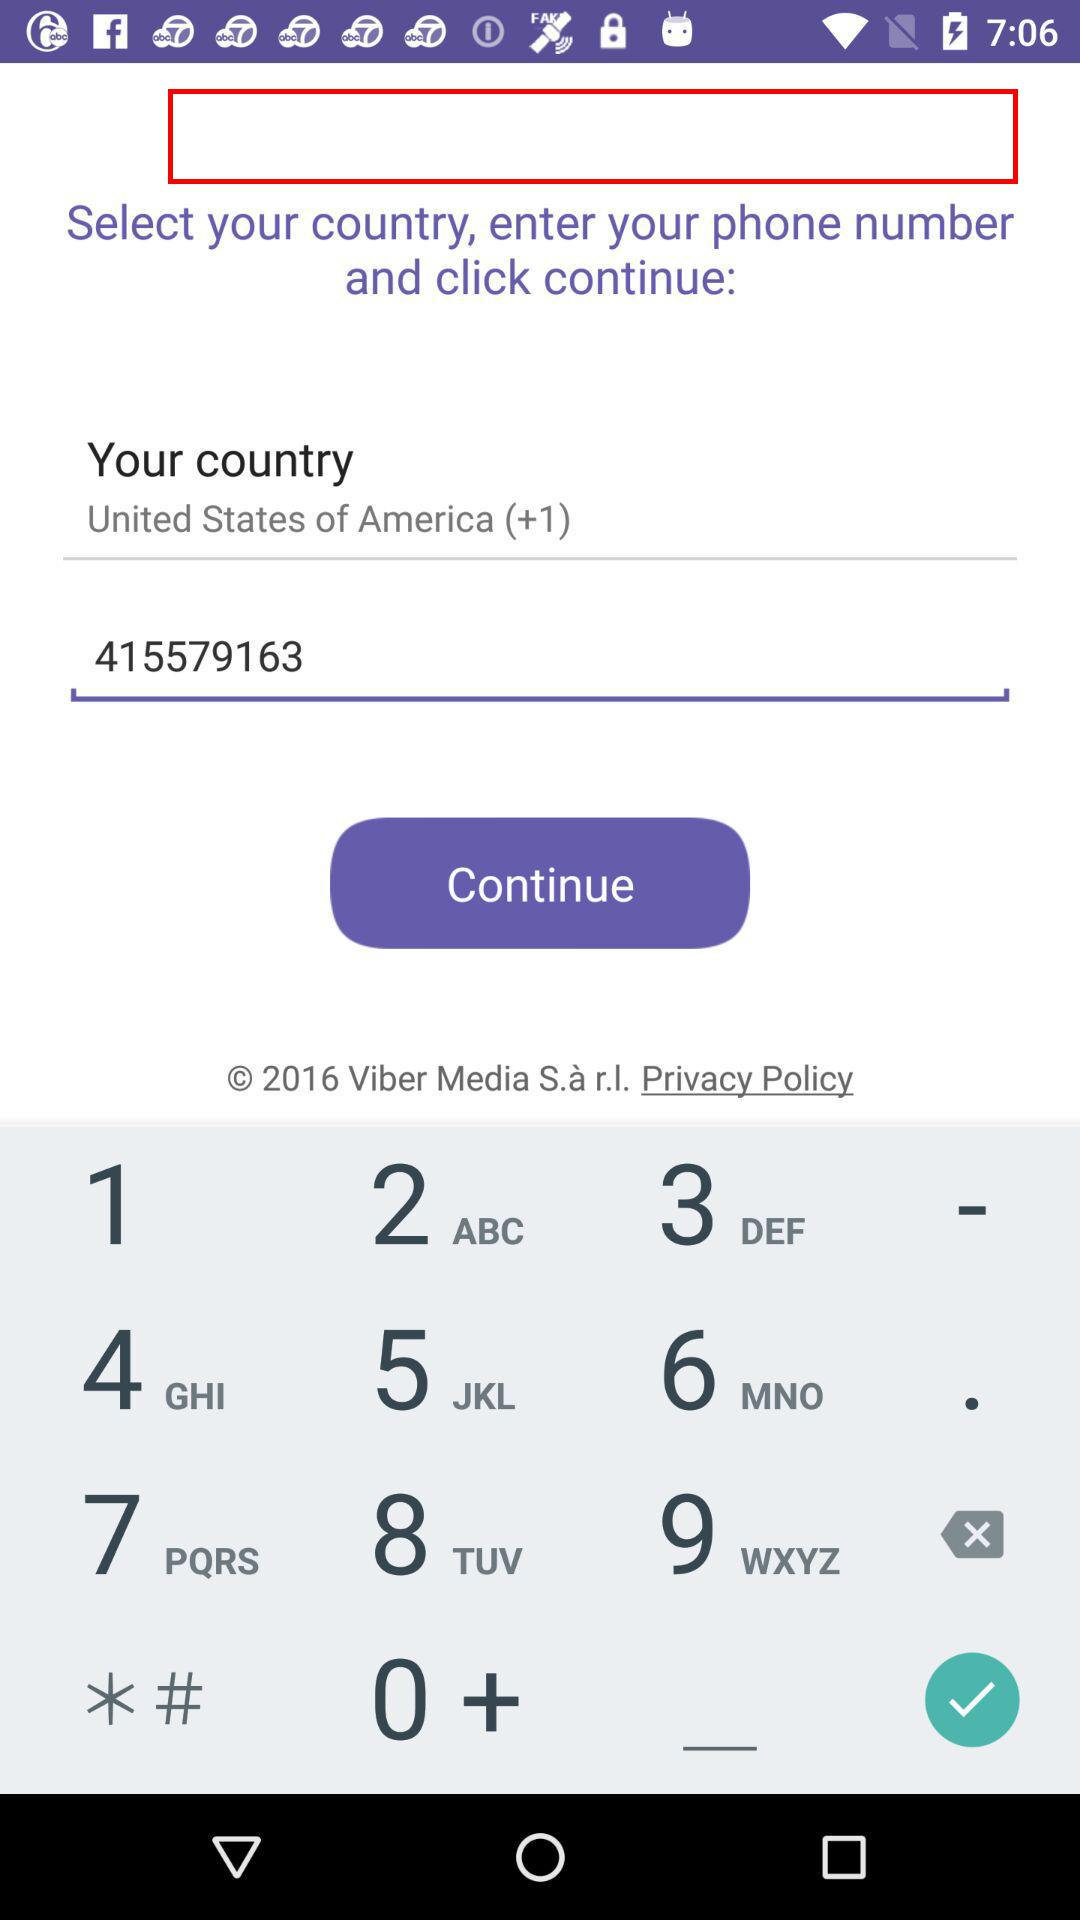 FAKE 7:06
Select your country, enter your phone number
and click continue:
Your country
United States of America (+1)
415579163
Continue
© 2016 Viber Media S.à r.l. Privacy Policy
1 2 ABC 3 DEF -
4 GHI 5 JKL 6 MNO .
7 PQRS 8 TUV 9 WXYZ
* # 0 +